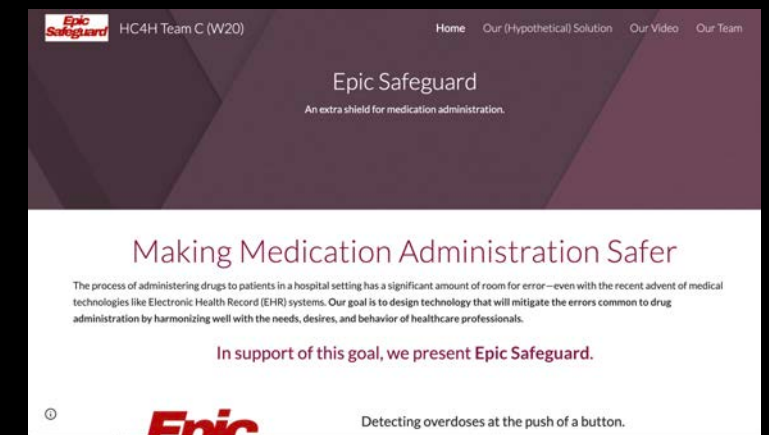 Epic
Safeguard
HC4H Team C (W20)
Home Our (Hypothetical) Solution Our Video Our Team
Epic Safeguard
An extra shield for medication administration.
Making Medication Administration Safer
The process of administering drugs to patients in a hospital setting has a significant amount of room for error—even with the recent advent of medical
technologies like Electronic Health Record (EHR) systems. Our goal is to design technology that will mitigate the errors common to drug
administration by harmonizing well with the needs, desires, and behavior of healthcare professionals.
In support of this goal, we present Epic Safeguard.
Epic
Detecting overdoses at the push of a button.